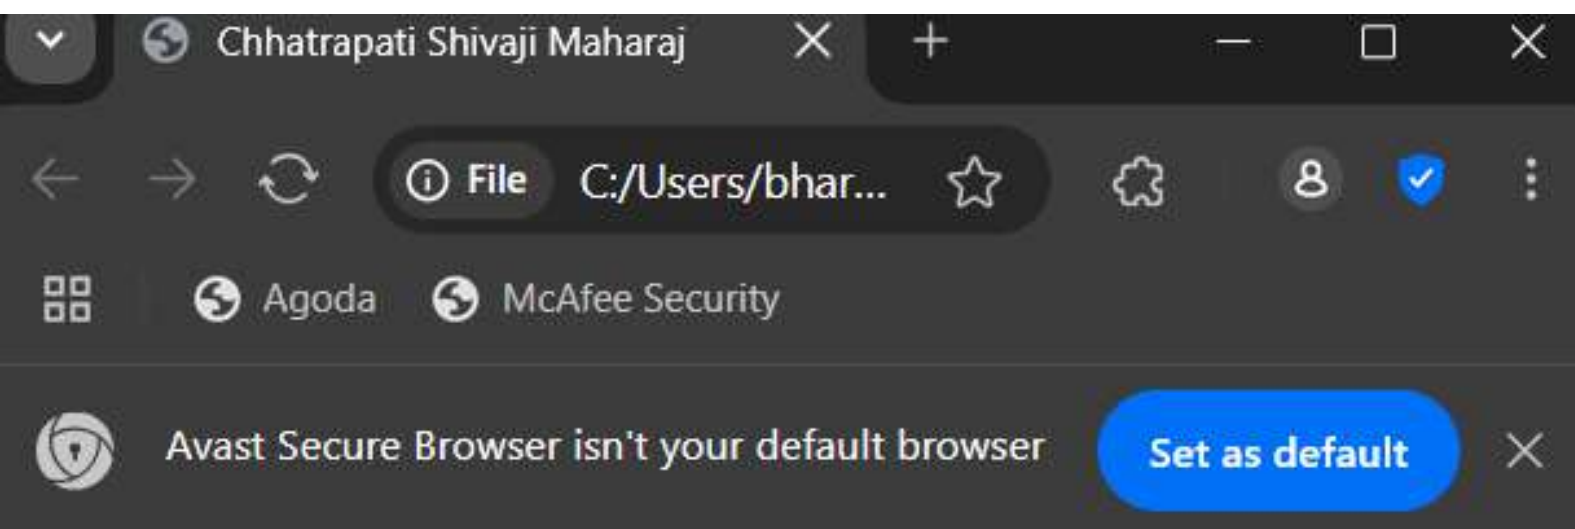 Chhatrapati Shivaji Maharaj
File C:/Users/bhar...
Agoda McAfee Security
Avast Secure Browser isn't your default browser Set as default